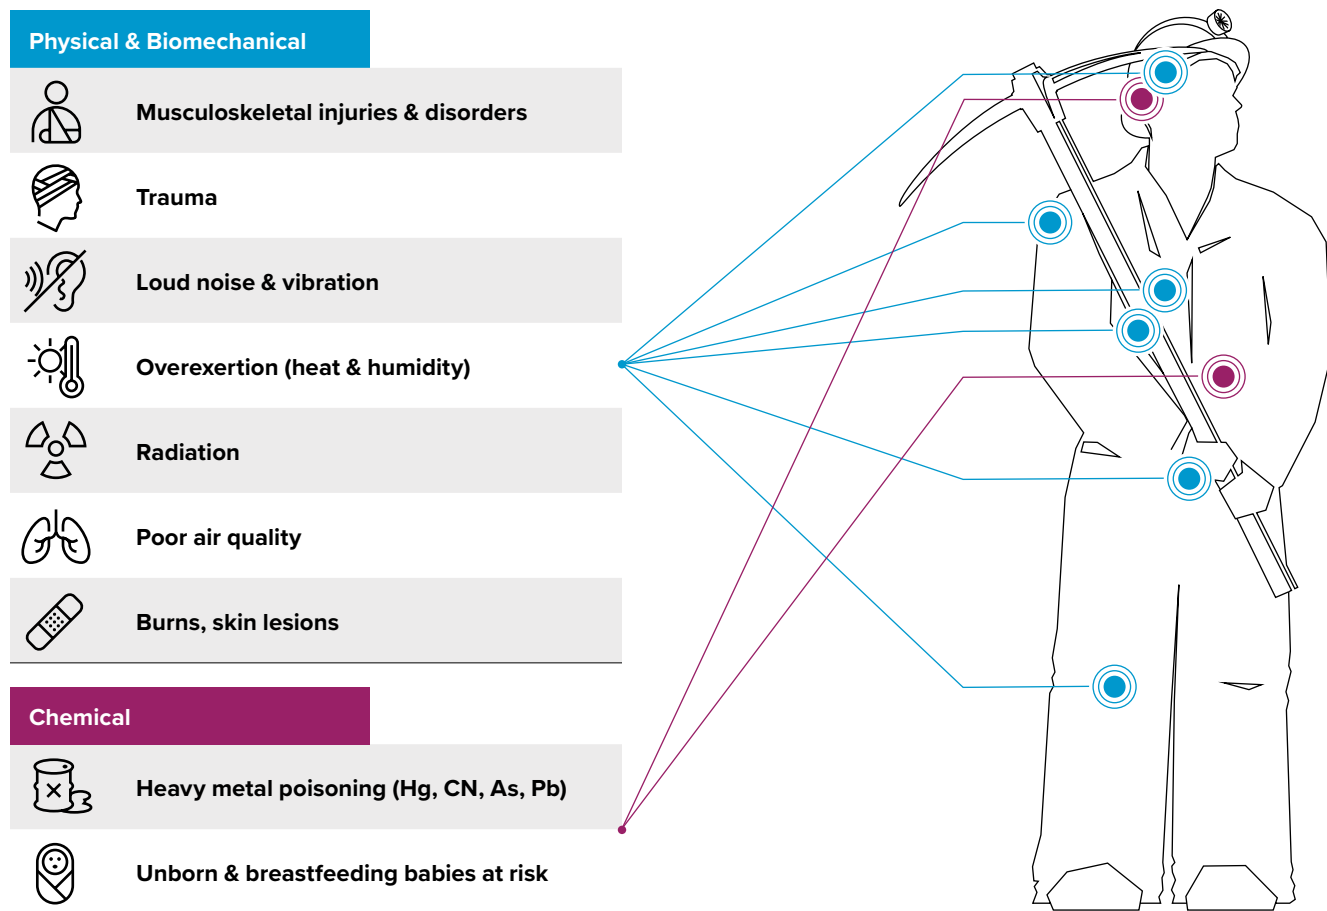 Physical & Biomechanical
Musculoskeletal injuries & disorders
Trauma
Loud noise & vibration
Overexertion (heat & humidity)
Radiation
Poor air quality
Burns, skin lesions
Chemical
Heavy metal poisoning (Hg, CN, As, Pb)
Unborn & breastfeeding babies at risk